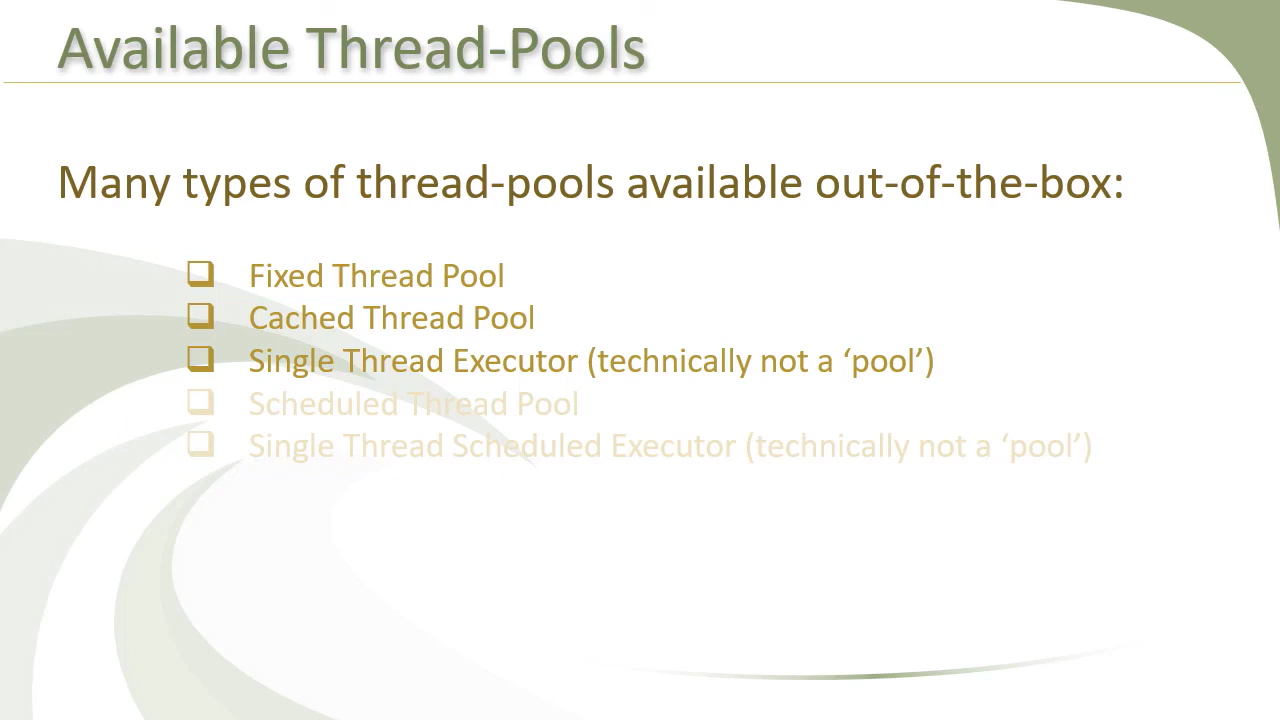 Available Thread-Pools
Many types of thread-pools available out-of-the-box:
❑ Fixed Thread Pool
❑ Cached Thread Pool
❑ Single Thread Executor (technically not a ‘pool’)
❑ Scheduled Thread Pool
❑ Single Thread Scheduled Executor (technically not a ‘pool’)